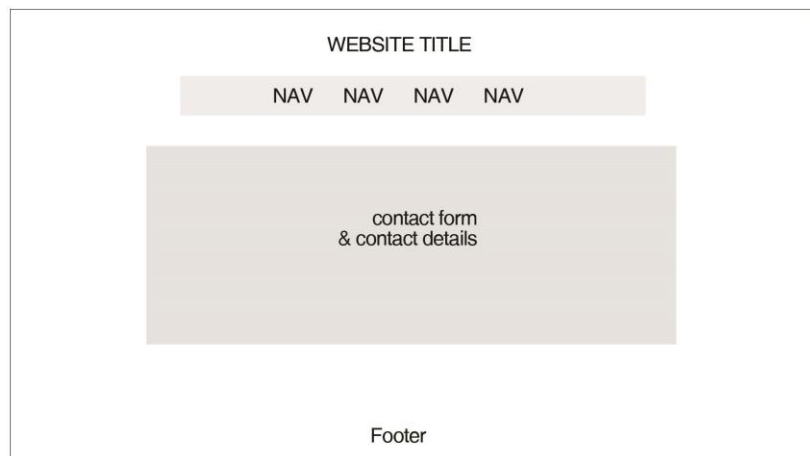 WEBSITE TITLE
NAV NAV NAV NAV
contact form
& contact details
Footer